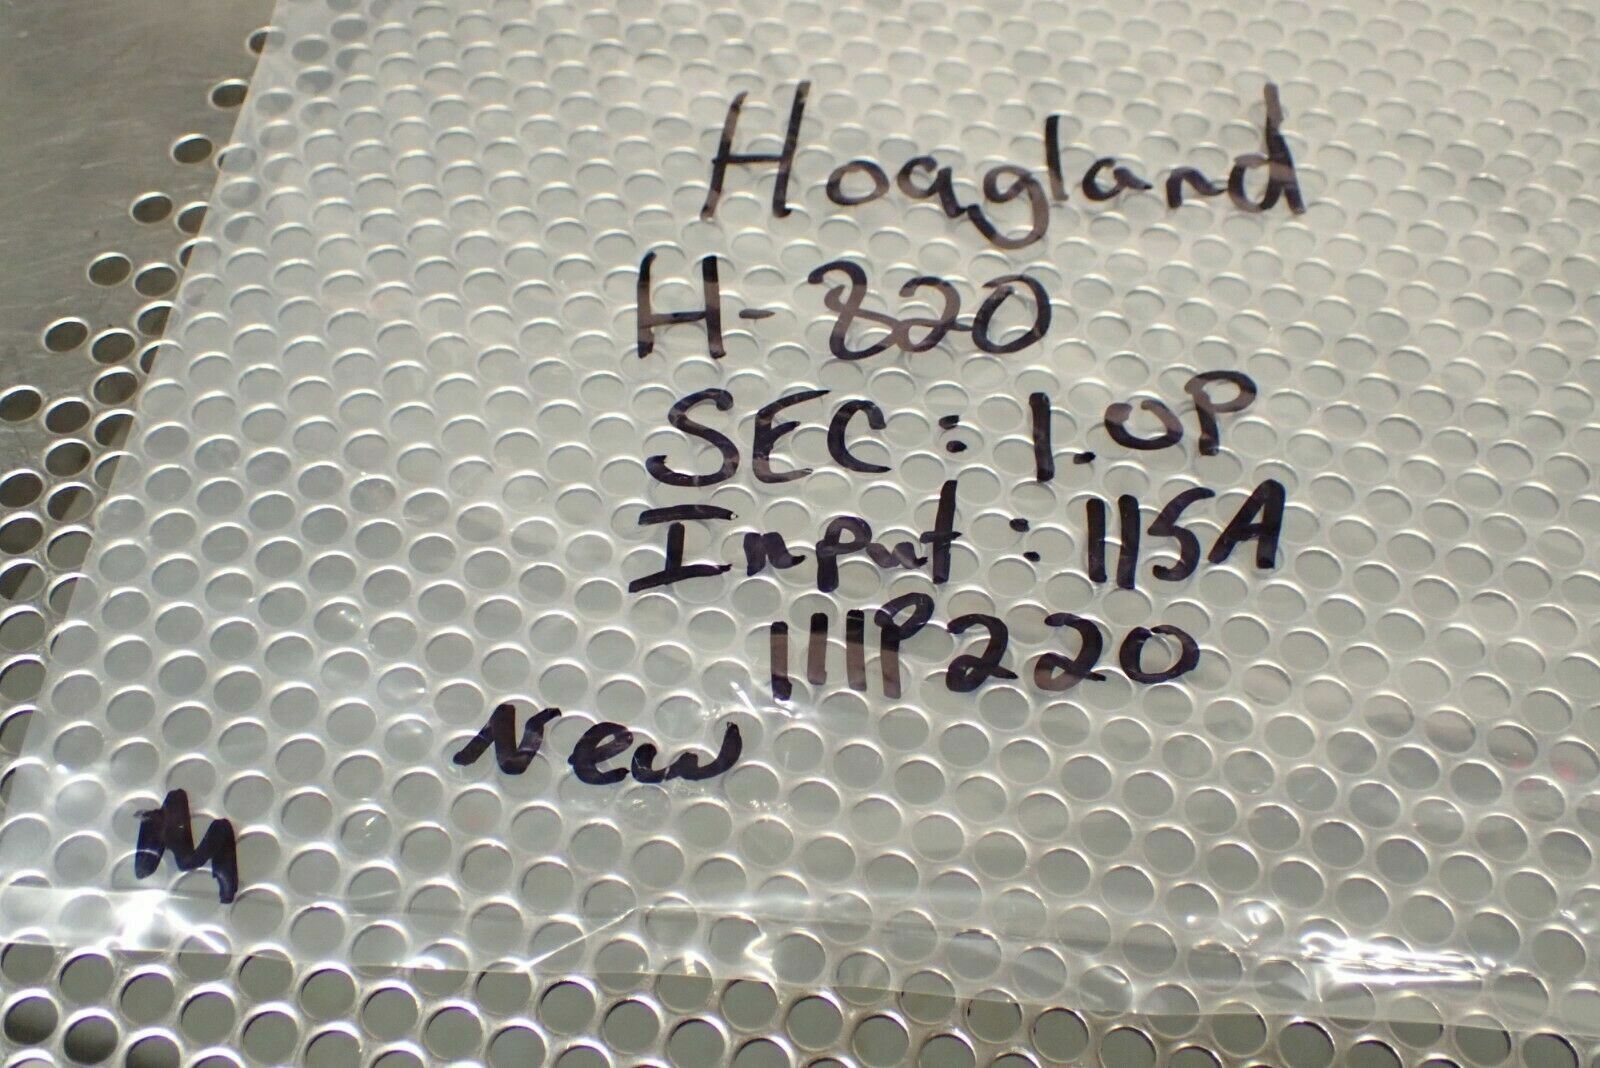 Hoagland
H-820
SEC: 1.0P
Input: 115A
111P220
New
M